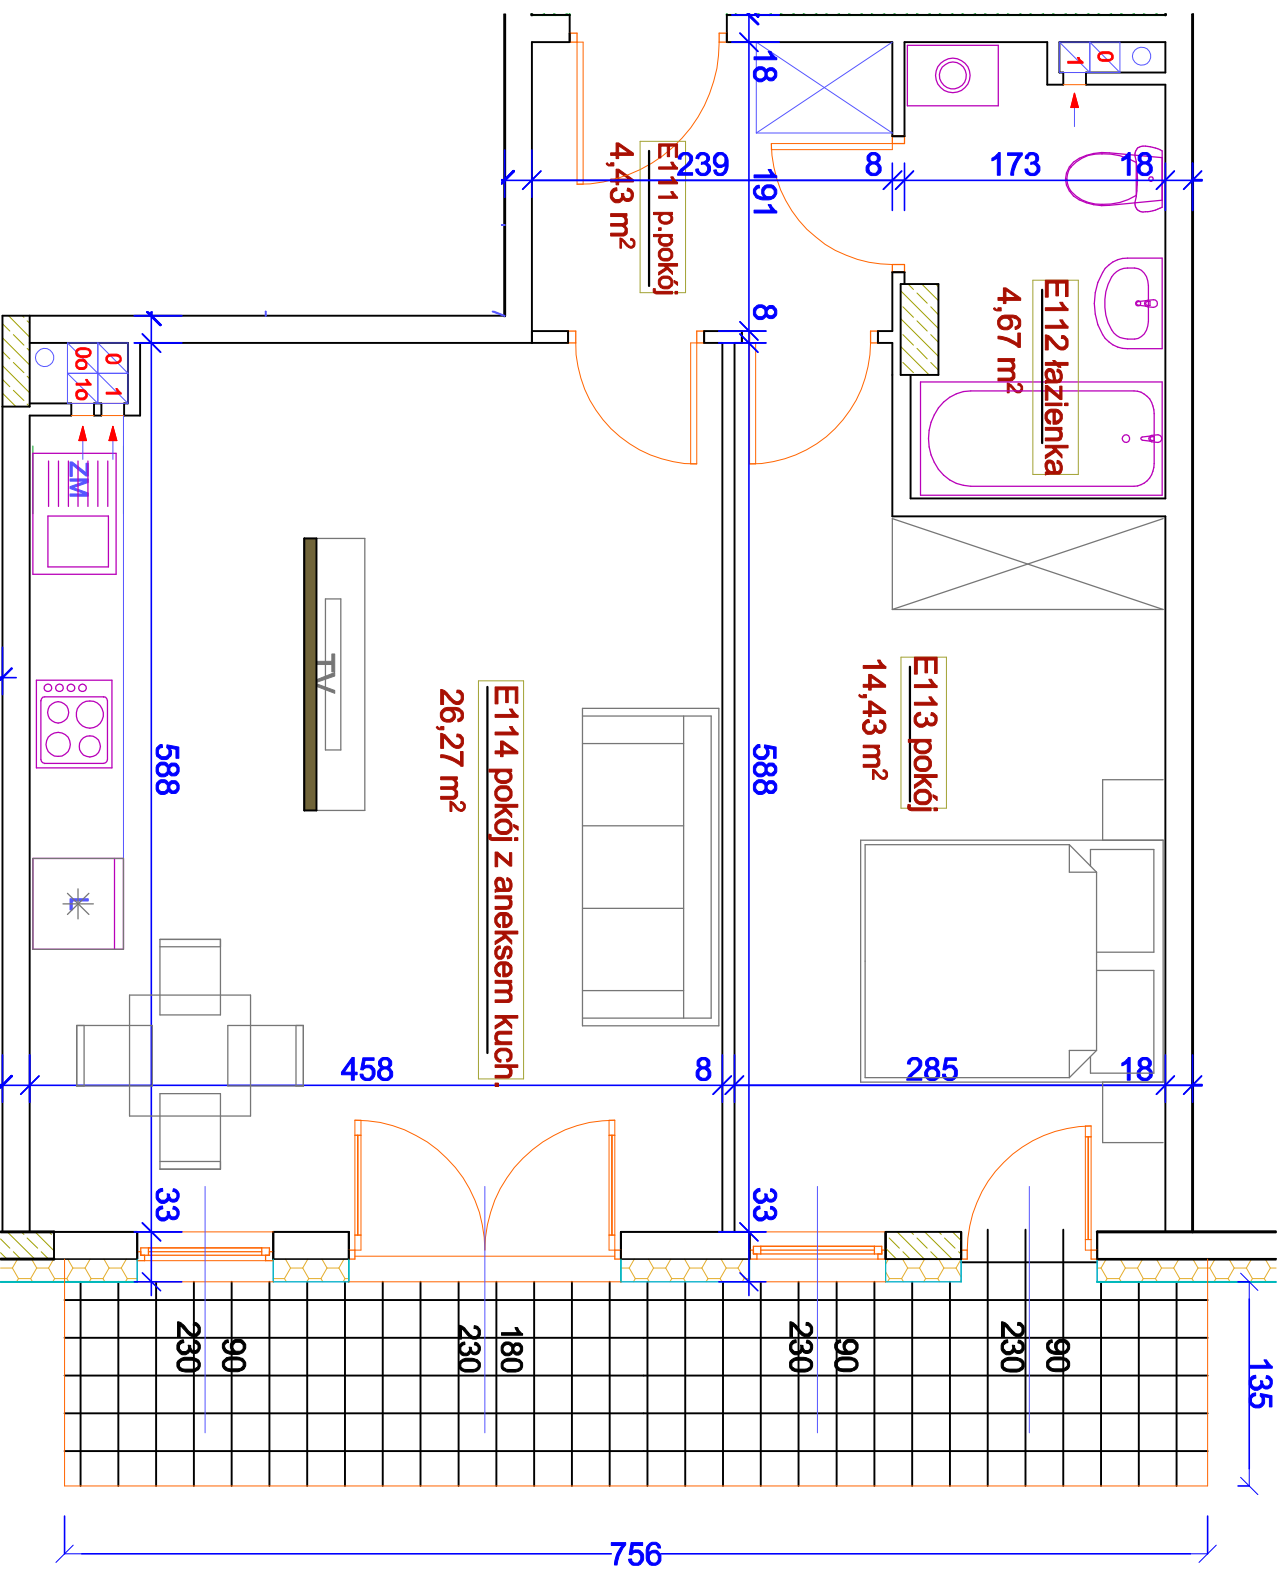 18
0
1
E111 p.pokój
4,43 m²
239
191
8
173
18
8
E112 łazienka
4,67 m²
0
1
0o
1o
ZM
TV
E113 pokój
14,43 m²
E114 pokój z aneksem kuch.
26,27 m²
588
588
L
458
8
285
18
33
33
90
230
180
230
90
230
90
230
135
756